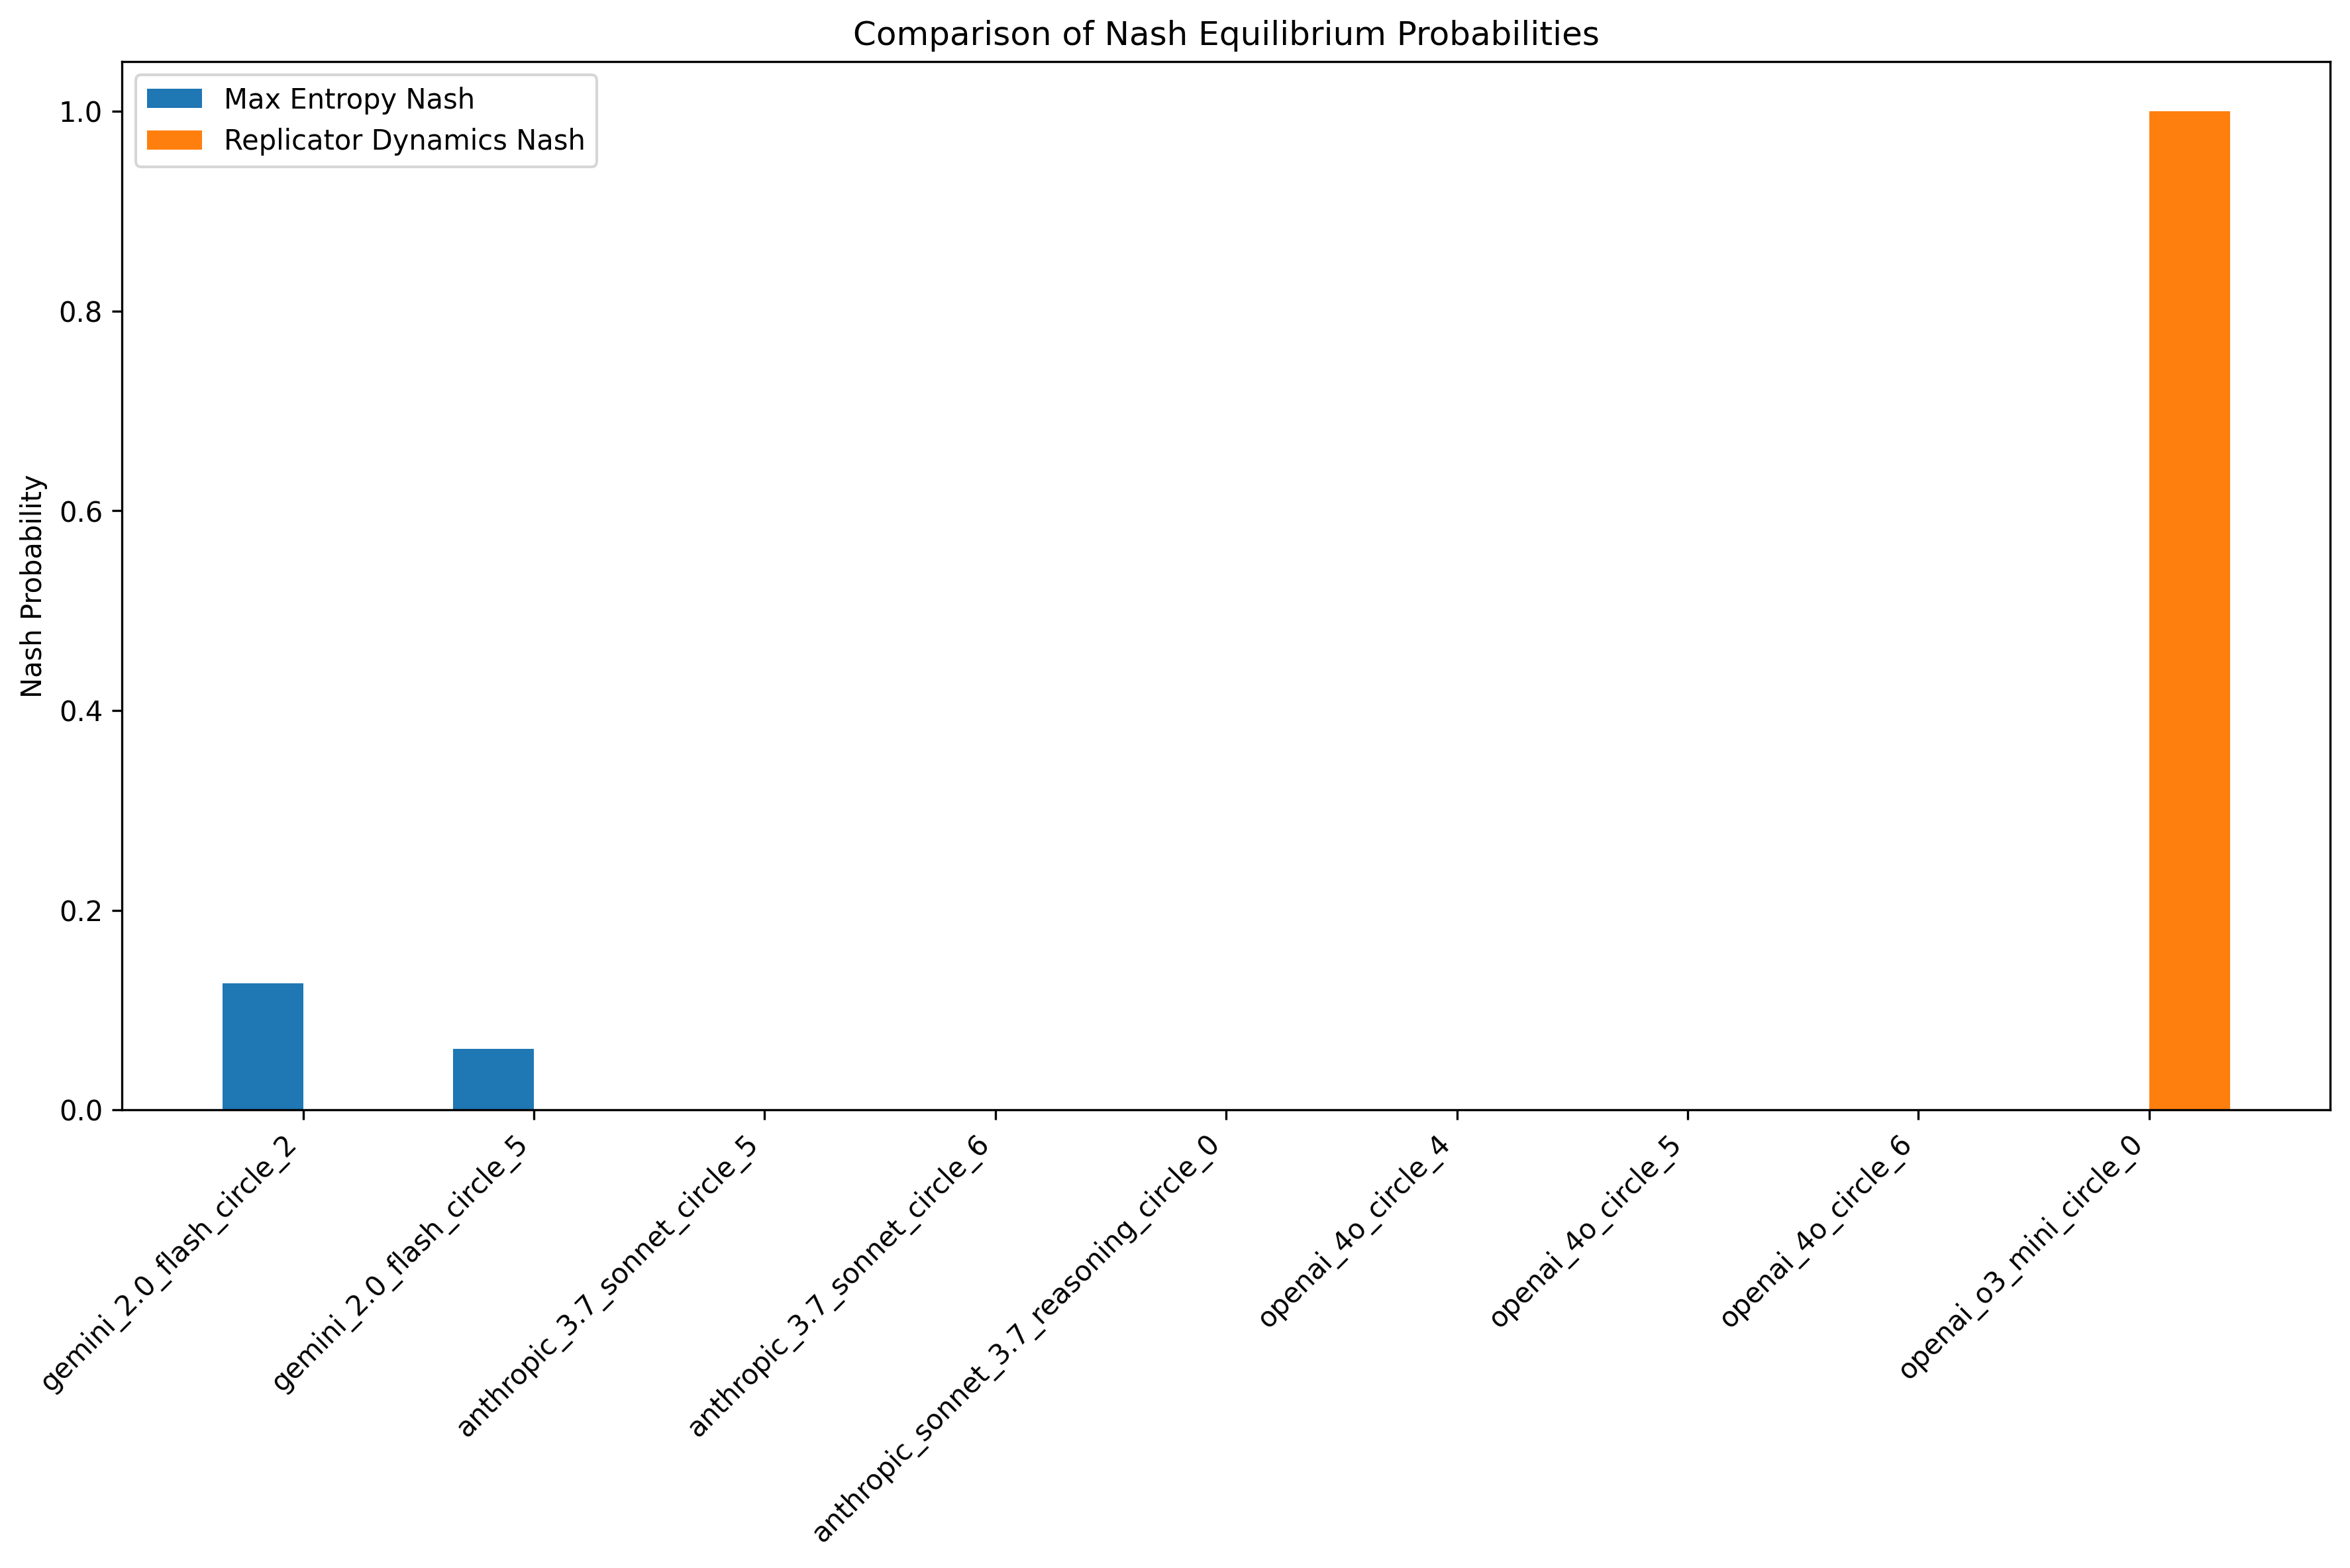 Comparison of Nash Equilibrium Probabilities
Max Entropy Nash
Replicator Dynamics Nash
Nash Probability
1.0
0.8
0.6
0.4
0.2
0.0
gemini_2.0_flash_circle_2
gemini_2.0_flash_circle_5
anthropic_3.7_sonnet_circle_5
anthropic_3.7_sonnet_circle_6
anthropic_sonnet_3.7_reasoning_circle_0
openai_4o_circle_4
openai_4o_circle_5
openai_4o_circle_6
openai_o3_mini_circle_0